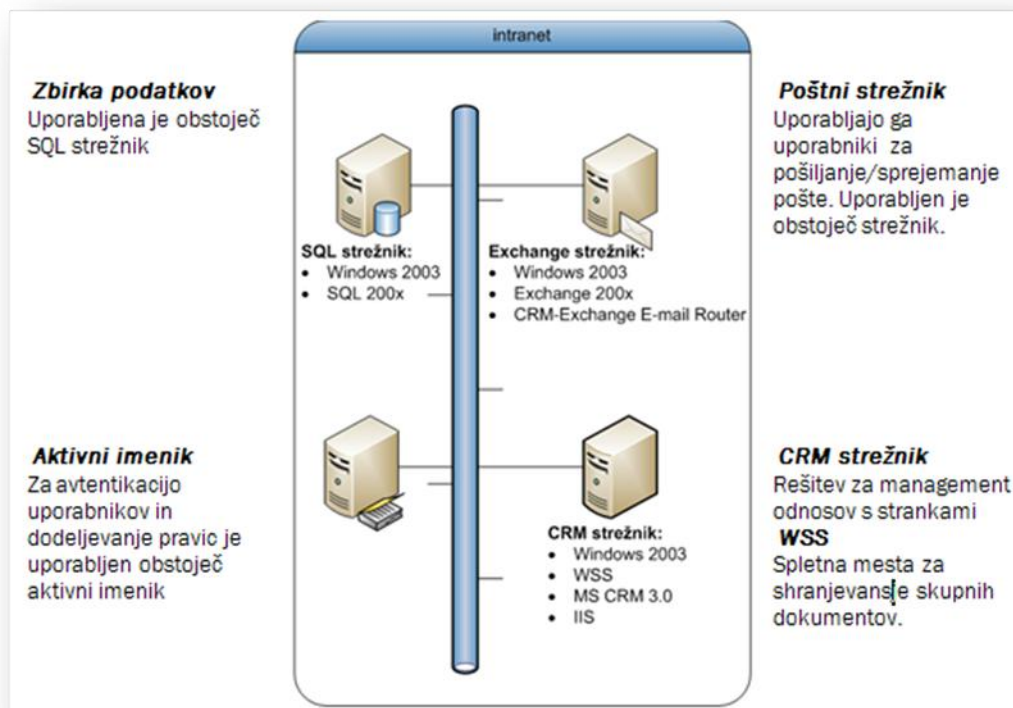 intranet
Zbirka podatkov
Uporabljena je obstoječ
SQL strežnik
Poštni strežnik
Uporabljajo ga
uporabniki za
pošiljanje/sprejemanje
pošte. Uporabljen je
obstoječ strežnik.
SQL strežnik:
• Windows 2003
• SQL 200x
Exchange strežnik:
• Windows 2003
• Exchange 200x
• CRM-Exchange E-mail Router
Aktivni imenik
Za avtentikacijo
uporabnikov in
dodeljevanje pravic je
uporabljen obstoječ
aktivni imenik
CRM strežnik:
• Windows 2003
• WSS
• MS CRM 3.0
• IIS
CRM strežnik
Rešitev za management
odnosov s strankami
WSS
Spletna mesta za
skupnih
dokumentov.